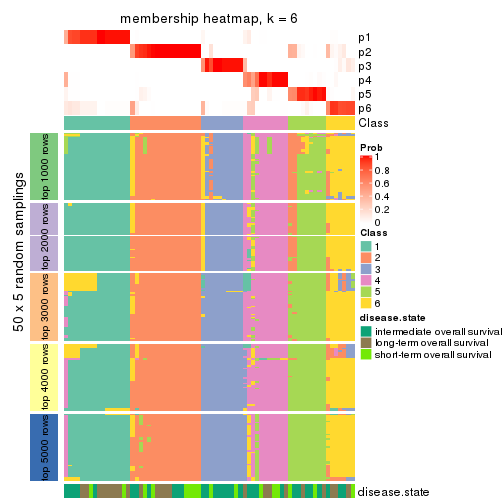 membership heatmap, k = 6
p1
p2
p3
p4
p5
p6
Class
50 x 5 random samplings
top 1000 rows
top 2000 rows
top 3000 rows
top 4000 rows
top 5000 rows
Prob
1
0.8
0.6
0.4
0.2
0
Class
1
2
3
4
5
6
disease.state
intermediate overall survival
long-term overall survival
short-term overall survival
disease.state